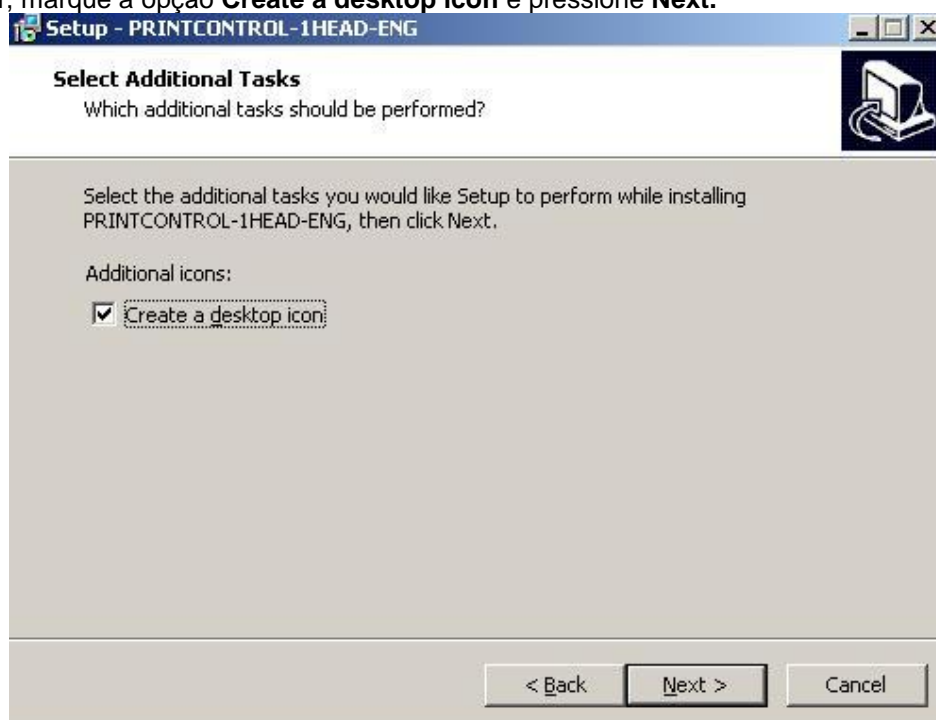 , marque a opção Create a desktop icon e pressione Next.
Setup - PRINTCONTROL-1HEAD-ENG
Select Additional Tasks
Which additional tasks should be performed?
Select the additional tasks you would like Setup to perform while installing
PRINTCONTROL-1HEAD-ENG, then click Next.
Additional icons:
Create a desktop icon
< Back Next > Cancel